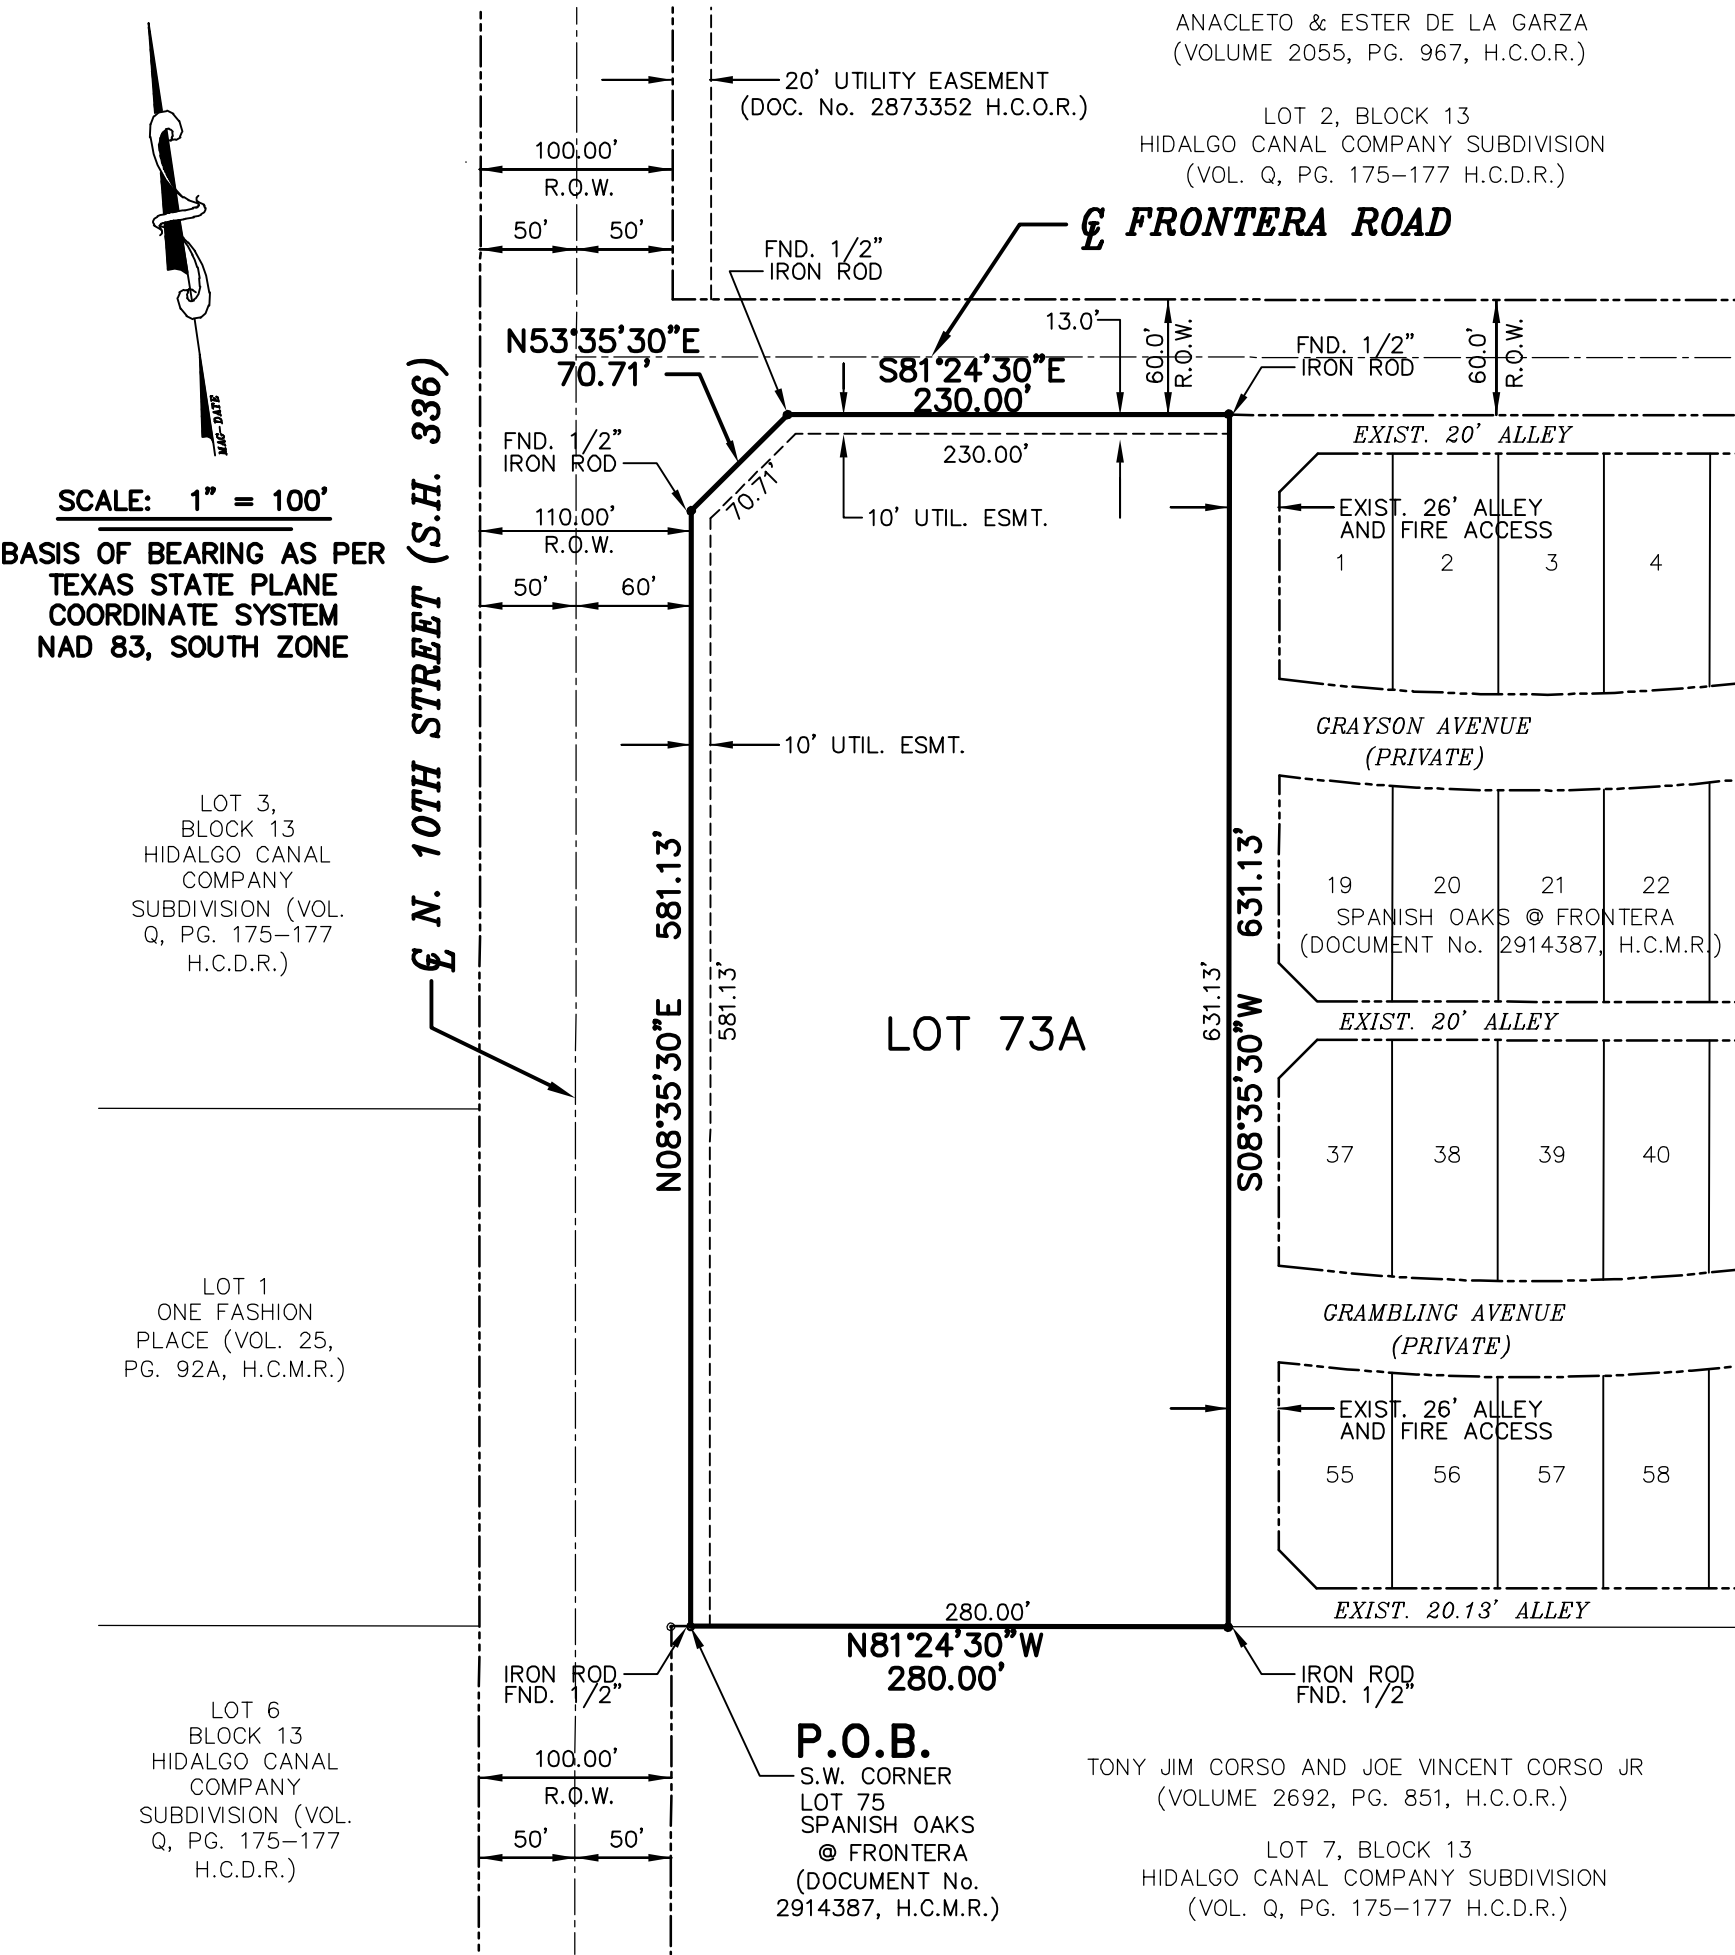 ANACLETO & ESTER DE LA GARZA
(VOLUME 2055, PG. 967, H.C.O.R.)
20' UTILITY EASEMENT
(DOC. No. 2873352 H.C.O.R.)
LOT 2, BLOCK 13
HIDALGO CANAL COMPANY SUBDIVISION
(VOL. Q, PG. 175-177 H.C.D.R.)
100.00'
R.O.W.
50'
50'
℄ FRONTERA ROAD
FND. 1/2"
IRON ROD
MAG-DATE
SCALE: 1" = 100'
BASIS OF BEARING AS PER
TEXAS STATE PLANE
COORDINATE SYSTEM
NAD 83, SOUTH ZONE
N53°35'30"E
70.71'
S81°24'30"E
230.00'
13.0'
60.0'
R.O.W.
FND. 1/2"
IRON ROD
60.0'
R.O.W.
FND. 1/2"
IRON ROD
70.71'
230.00'
10' UTIL. ESMT.
EXIST. 20' ALLEY
EXIST. 26' ALLEY
AND FIRE ACCESS
1
2
3
4
110.00'
R.O.W.
50'
60'
℄ N. 10TH STREET (S.H. 336)
10' UTIL. ESMT.
GRAYSON AVENUE
(PRIVATE)
LOT 3,
BLOCK 13
HIDALGO CANAL
COMPANY
SUBDIVISION (VOL.
Q, PG. 175-177
H.C.D.R.)
N08°35'30"E 581.13'
581.13'
LOT 73A
631.13'
S08°35'30"W 631.13'
19
20
21
22
SPANISH OAKS @ FRONTERA
(DOCUMENT No. 2914387, H.C.M.R.)
EXIST. 20' ALLEY
37
38
39
40
LOT 1
ONE FASHION
PLACE (VOL. 25,
PG. 92A, H.C.M.R.)
GRAMBLING AVENUE
(PRIVATE)
EXIST. 26' ALLEY
AND FIRE ACCESS
55
56
57
58
EXIST. 20.13' ALLEY
280.00'
N81°24'30"W
280.00'
IRON ROD
FND. 1/2"
IRON ROD
FND. 1/2"
LOT 6
BLOCK 13
HIDALGO CANAL
COMPANY
SUBDIVISION (VOL.
Q, PG. 175-177
H.C.D.R.)
100.00'
R.O.W.
50'
50'
P.O.B.
S.W. CORNER
LOT 75
SPANISH OAKS
@ FRONTERA
(DOCUMENT No.
2914387, H.C.M.R.)
TONY JIM CORSO AND JOE VINCENT CORSO JR
(VOLUME 2692, PG. 851, H.C.O.R.)
LOT 7, BLOCK 13
HIDALGO CANAL COMPANY SUBDIVISION
(VOL. Q, PG. 175-177 H.C.D.R.)